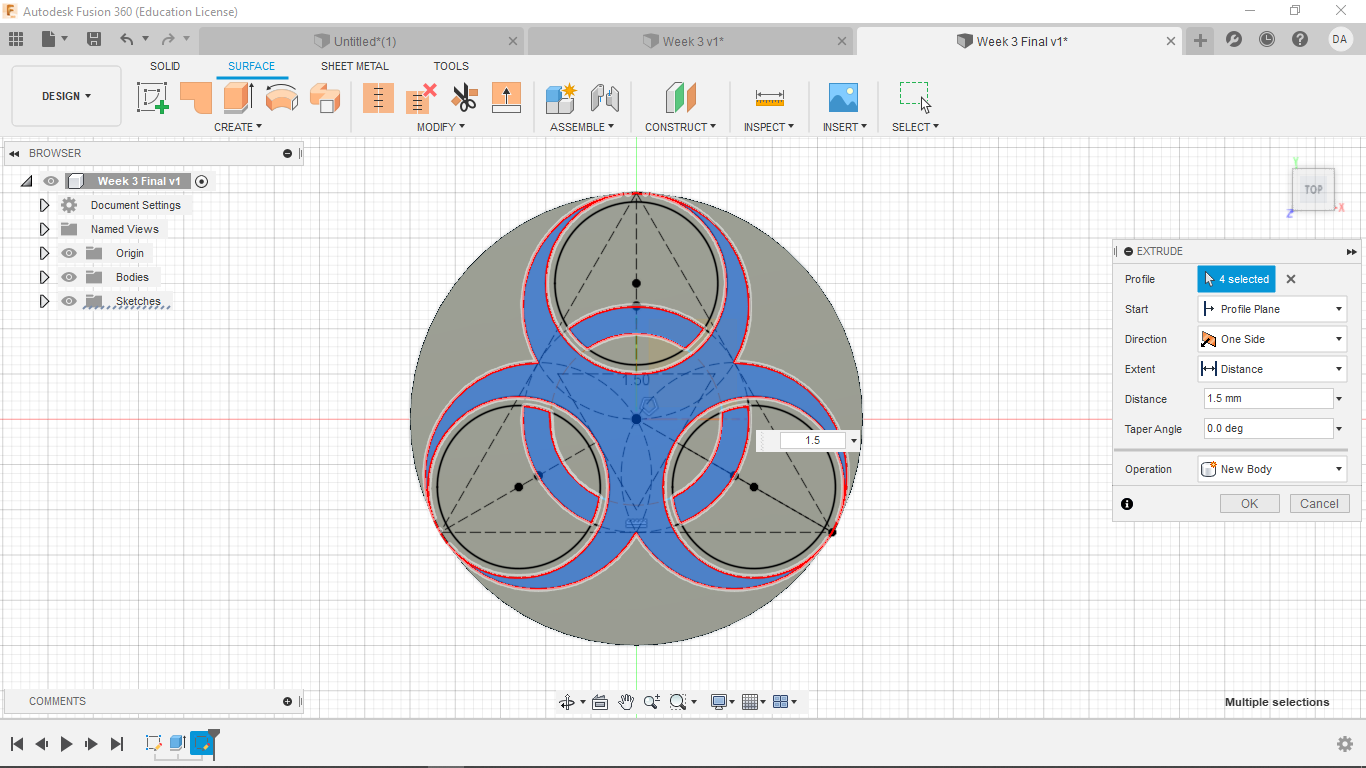 Autodesk Fusion 360 (Education License)
Untitled*(1)
Week 3 v1*
Week 3 Final v1*
DA
DESIGN
SOLID
SURFACE
SHEET METAL
TOOLS
CREATE
MODIFY
ASSEMBLE
CONSTRUCT
INSPECT
INSERT
SELECT
BROWSER
Week 3 Final v1
Document Settings
Named Views
Origin
Bodies
Sketches
1.50
1.5
Y
TOP
X
Z
EXTRUDE
Profile
4 selected
Start
Profile Plane
Direction
One Side
Extent
Distance
Distance
1.5 mm
Taper Angle
0.0 deg
Operation
New Body
OK
Cancel
COMMENTS
Multiple selections